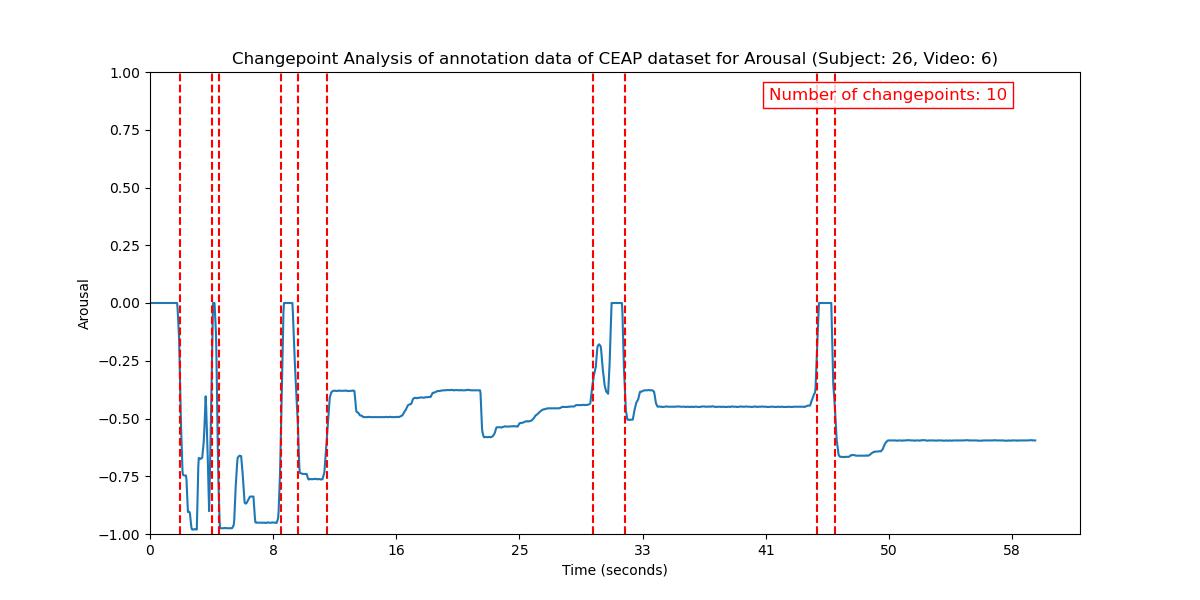 Changepoint Analysis of annotation data of CEAP dataset for Arousal (Subject: 26, Video: 6)
Number of changepoints: 10
1.00
0.75
0.50
0.25
0.00
−0.25
−0.50
−0.75
−1.00
Arousal
0 8 16 25 33 41 50 58
Time (seconds)